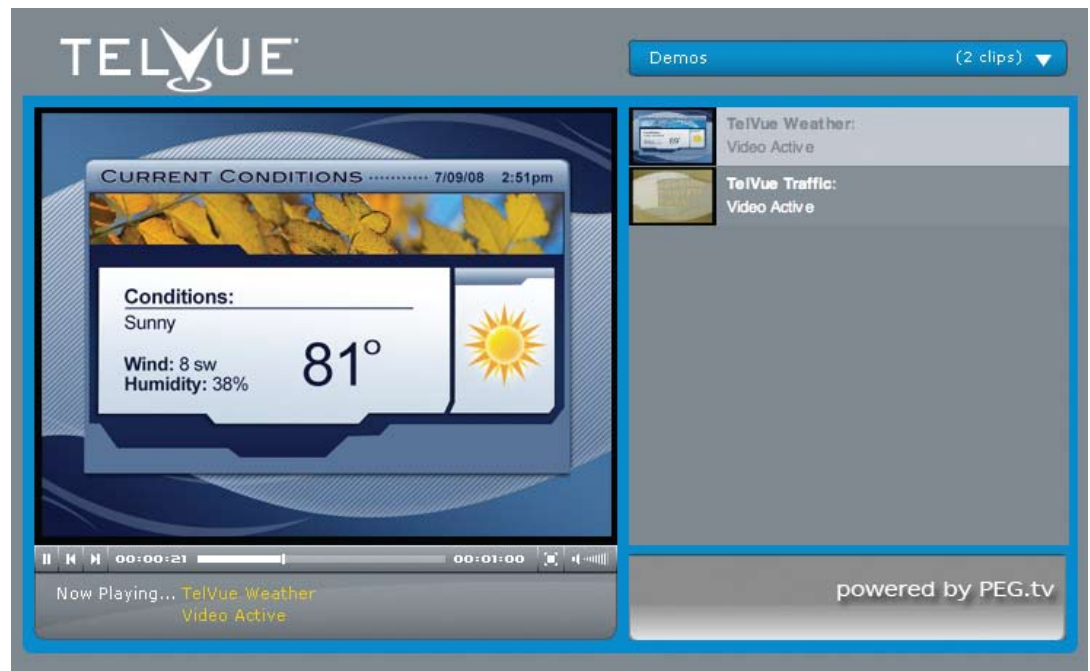 TELVUE
Demos (2 clips)
CURRENT CONDITIONS ·········· 7/09/08 2:51pm
Conditions:
Sunny
Wind: 8 sw
Humidity: 38%
81°
TelVue Weather:
Video Active
TelVue Traffic:
Video Active
00:00:21 00:01:00
Now Playing... TelVue Weather
Video Active
powered by PEG.tv